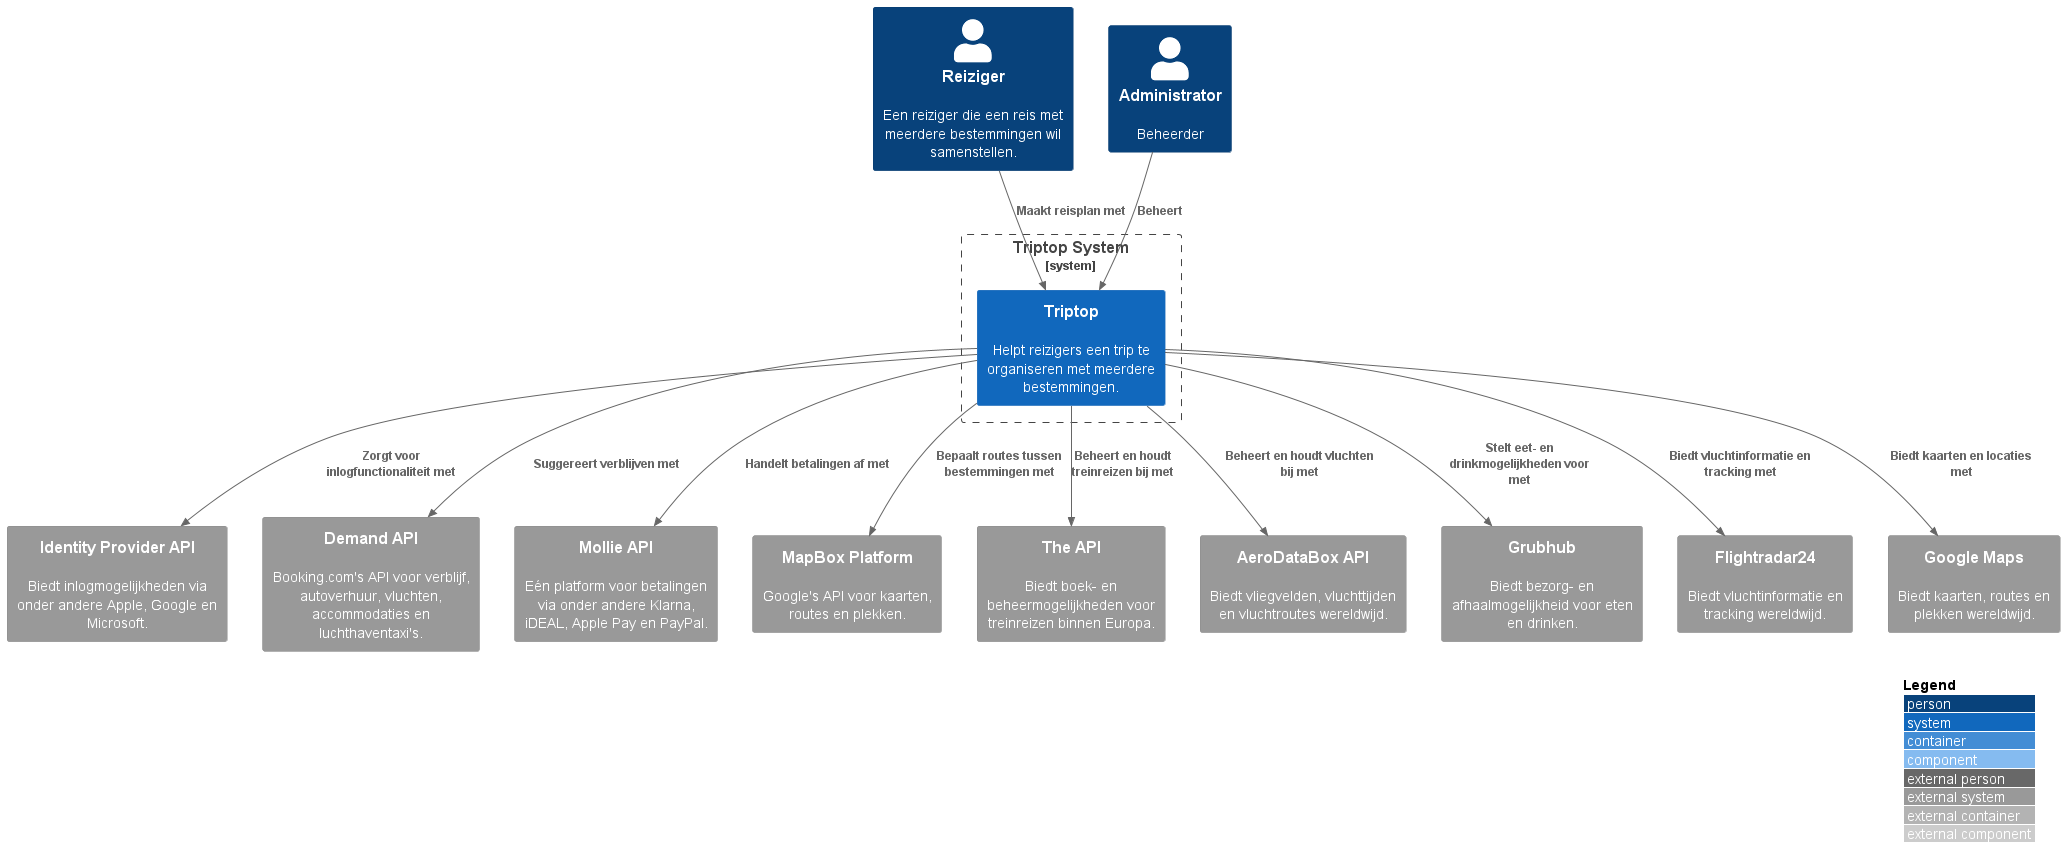 Reiziger
Een reiziger die een reis met
meerdere bestemmingen wil
samenstellen.
Administrator
Beheerder
Maakt reisplan met
Beheert
Triptop System
[system]
Triptop
Helpt reizigers een trip te
organiseren met meerdere
bestemmingen.
Zorgt voor
inlogfunctionaliteit met
Suggereert verblijven met
Handelt betalingen af met
Bepaalt routes tussen
bestemmingen met
Beheert en houdt
treinreizen bij met
Beheert en houdt vluchten
bij met
Stelt eet- en
drinkmogelijkheden voor
met
Biedt vluchtinformatie en
tracking met
Biedt kaarten en locaties
met
Identity Provider API
Biedt inlogmogelijkheden via
onder andere Apple, Google en
Microsoft.
Demand API
Booking.com's API voor verblijf,
autoverhuur, vluchten,
accommodaties en
luchthaventaxi's.
Mollie API
Eén platform voor betalingen
via onder andere Klarna,
iDEAL, Apple Pay en PayPal.
MapBox Platform
Google's API voor kaarten,
routes en plekken.
The API
Biedt boek- en
beheermogelijkheden voor
treinreizen binnen Europa.
AeroDataBox API
Biedt vliegvelden, vluchttijden
en vluchtroutes wereldwijd.
Grubhub
Biedt bezorg- en
afhaalmogelijkheid voor eten
en drinken.
Flightradar24
Biedt vluchtinformatie en
tracking wereldwijd.
Google Maps
Biedt kaarten, routes en
plekken wereldwijd.
Legend
person
system
container
component
external person
external system
external container
external component